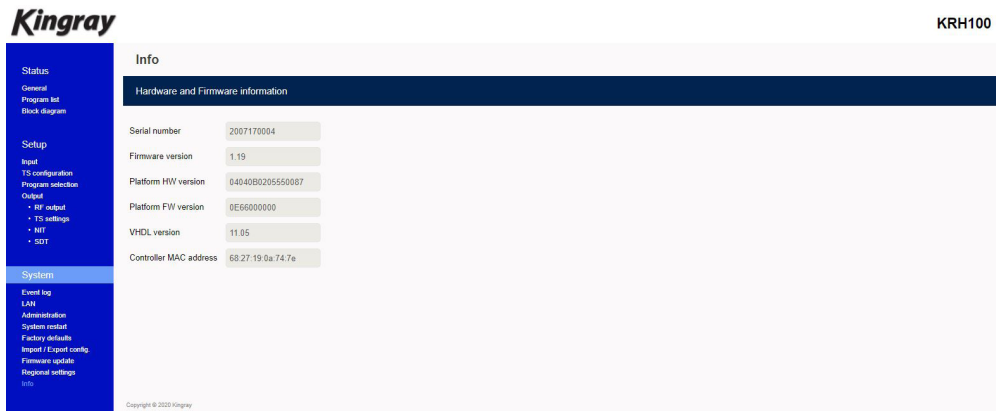 Kingray
KRH100
Status
General
Program list
Block diagram
Setup
Input
TS configuration
Program selection
Output
• RF output
• TS settings
• NIT
• SDT
System
Event log
LAN
Administration
System restart
Factory defaults
Import / Export config.
Firmware update
Regional settings
Info
Info
Hardware and Firmware information
Serial number 2007170004
Firmware version 1.19
Platform HW version 04040B0205550087
Platform FW version 0E66000000
VHDL version 11.05
Controller MAC address 68:27:19:0a:74:7e
Copyright © 2020 Kingray